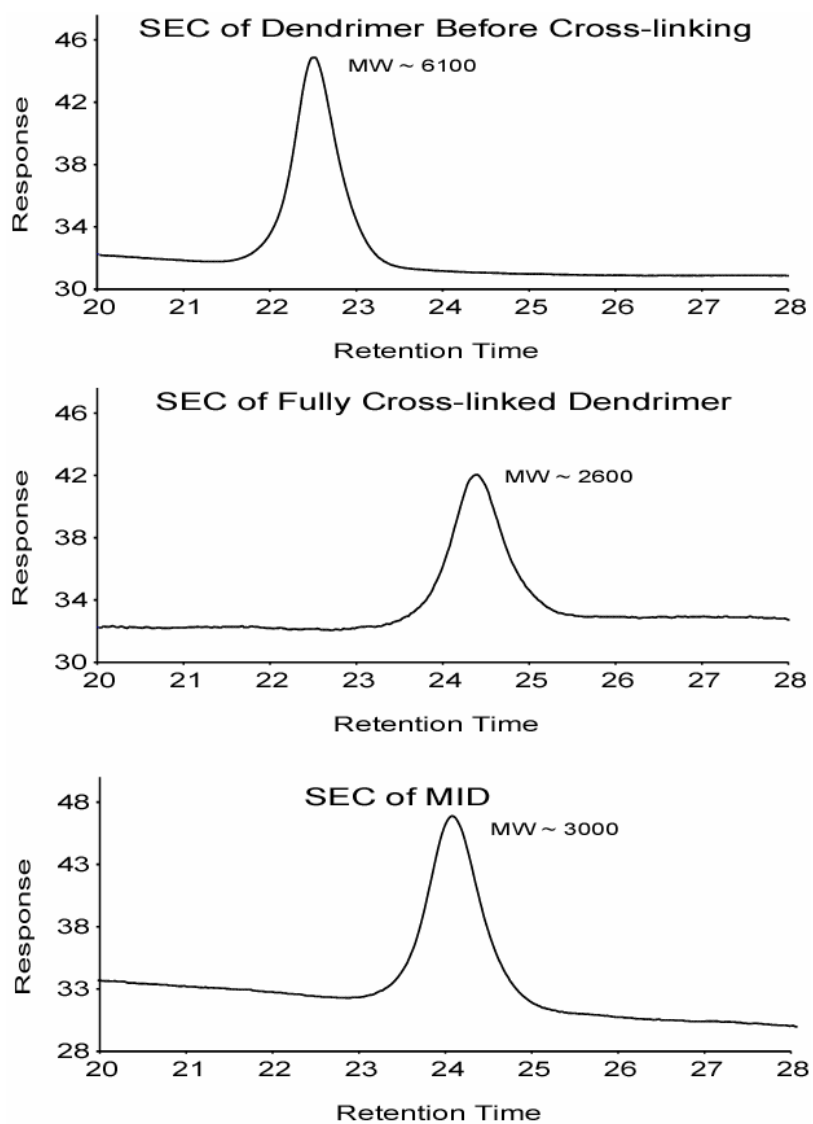 SEC of Dendrimer Before Cross-linking
MW ~ 6100
46
42
38
34
30
Response
20 21 22 23 24 25 26 27 28
Retention Time
SEC of Fully Cross-linked Dendrimer
MW ~ 2600
46
42
38
34
30
Response
20 21 22 23 24 25 26 27 28
Retention Time
SEC of MID
MW ~ 3000
48
43
38
33
28
Response
20 21 22 23 24 25 26 27 28
Retention Time